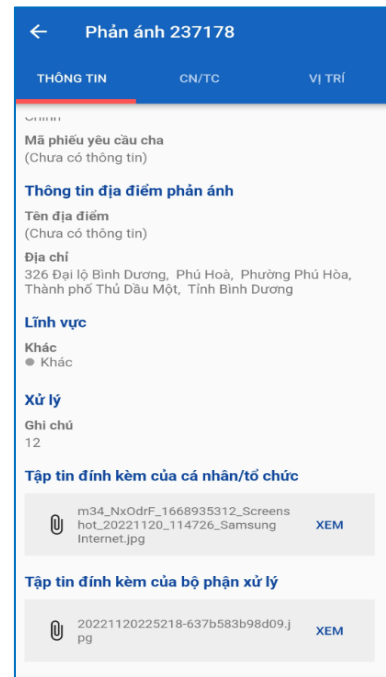 Phản ánh 237178
THÔNG TIN
CN/TC
VỊ TRÍ
Mã phiếu yêu cầu cha
(Chưa có thông tin)
Thông tin địa điểm phản ánh
Tên địa điểm
(Chưa có thông tin)
Địa chỉ
326 Đại lộ Bình Dương, Phú Hoà, Phường Phú Hòa,
Thành phố Thủ Dầu Một, Tỉnh Bình Dương
Lĩnh vực
Khác
Khác
Xử lý
Ghi chú
12
Tập tin đính kèm của cá nhân/tổ chức
m34_NxOdrF_1668935312_Screens
hot_20221120_114726_Samsung
Internet.jpg
XEM
Tập tin đính kèm của bộ phận xử lý
20221120225218-637b583b98d09.j
pg
XEM